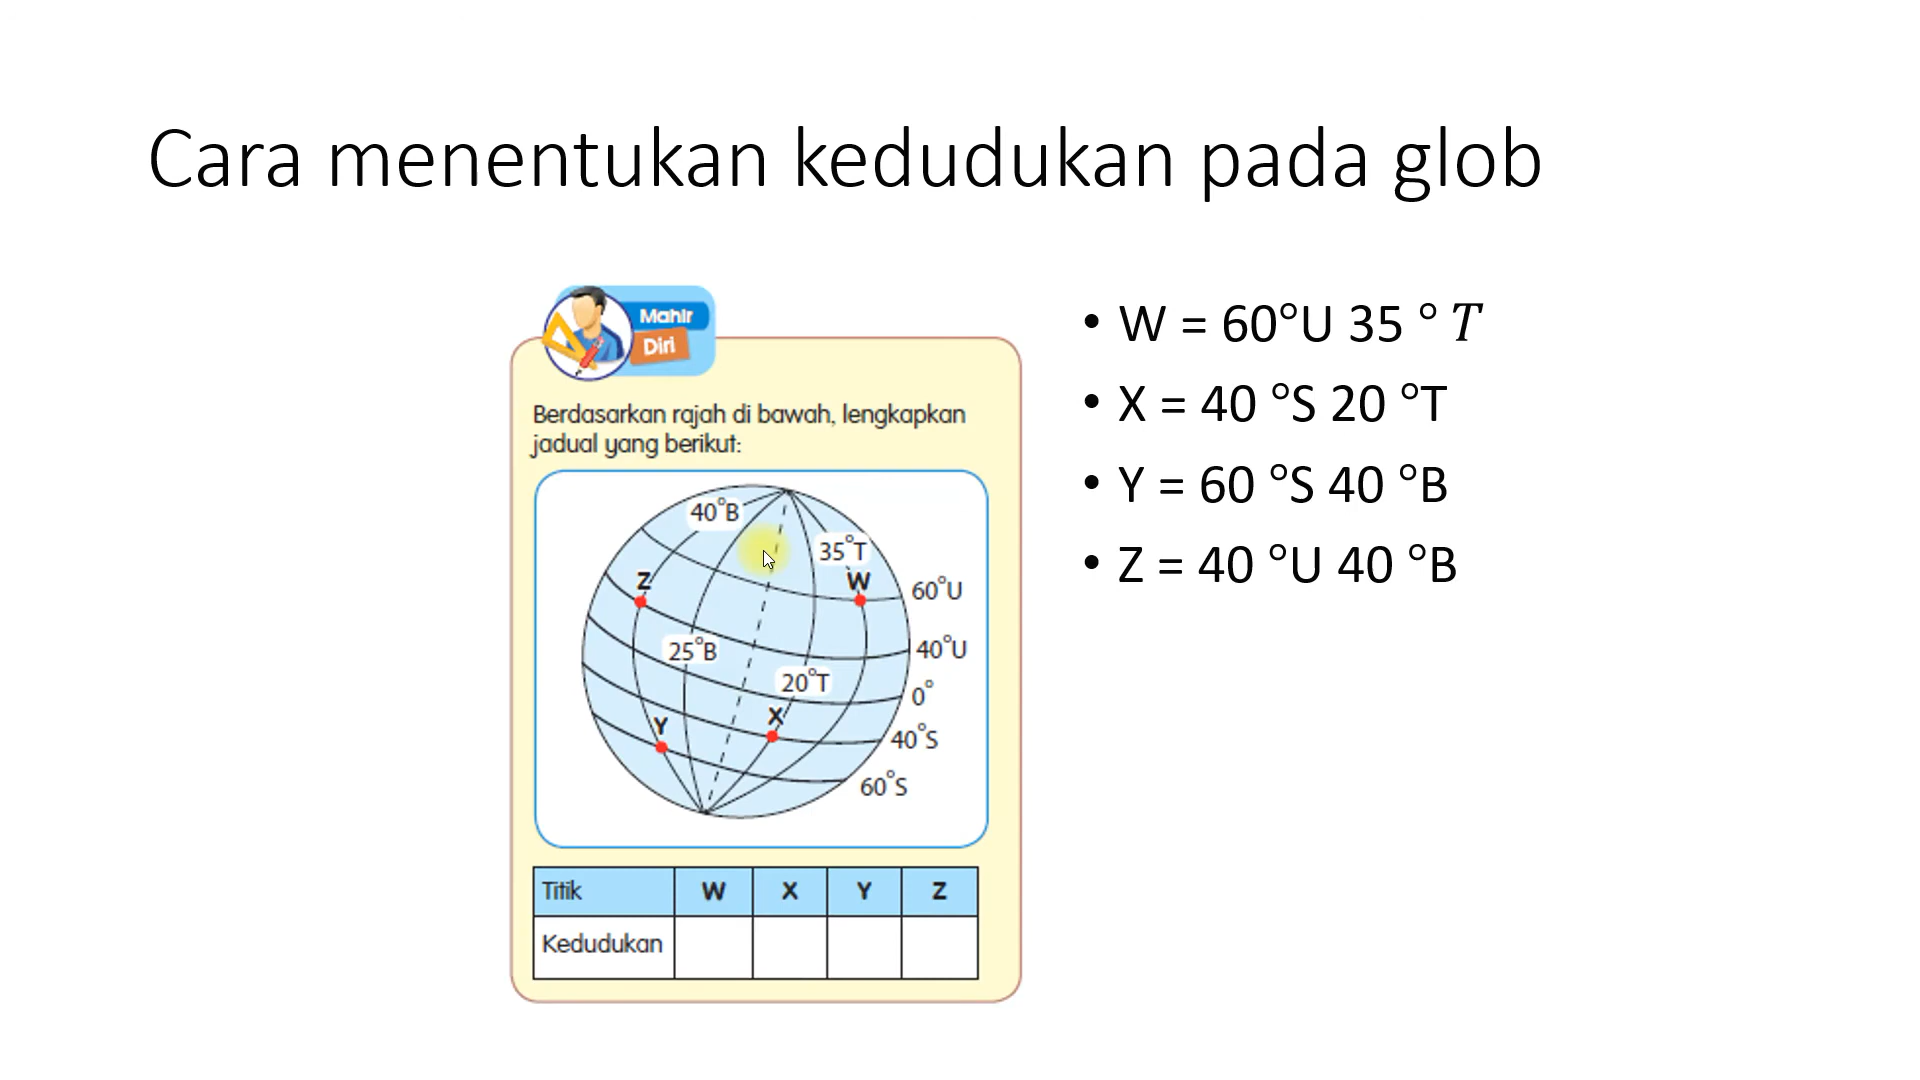 Cara menentukan kedudukan pada glob
Mahir
Diri
Berdasarkan rajah di bawah, lengkapkan
jadual yang berikut:
40°B
35°T
Z
W
60°U
40°U
25°B
20°T
0°
Y
X
40°S
60°S
Titik W X Y Z
Kedudukan
• W = 60°U 35 ° T
• X = 40 °S 20 °T
• Y = 60 °S 40 °B
• Z = 40 °U 40 °B